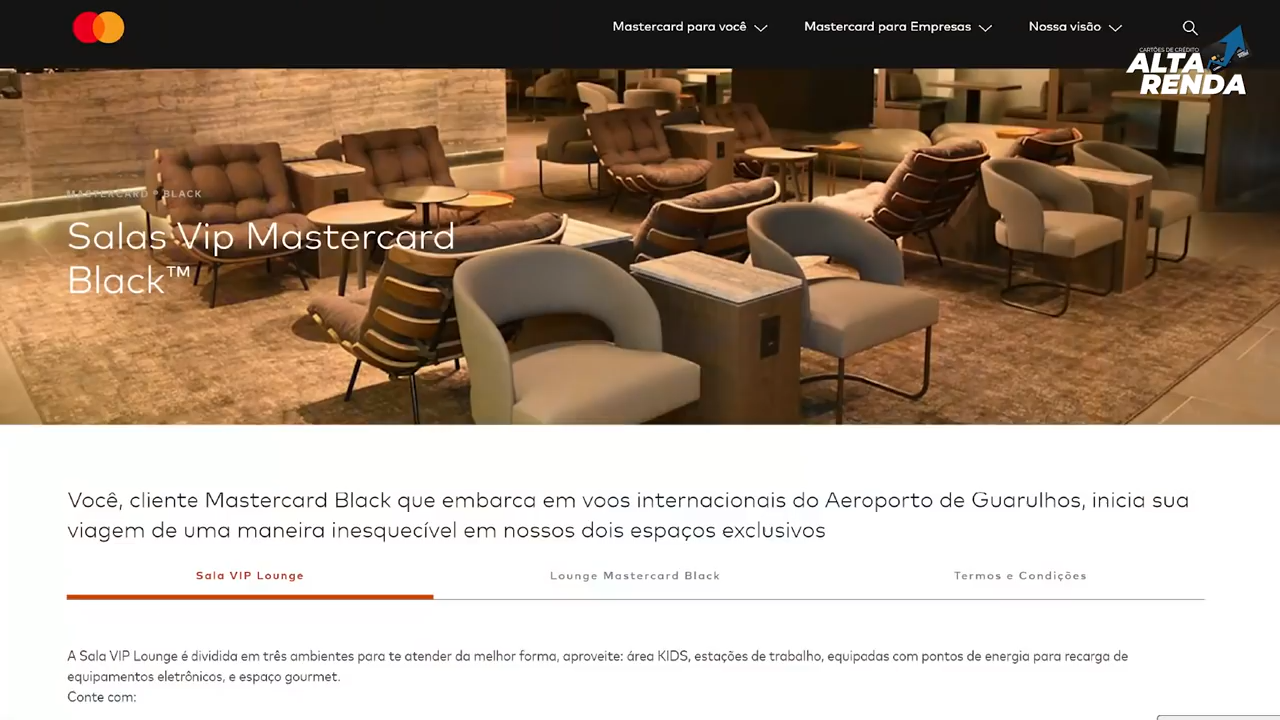 Mastercard para você
Mastercard para Empresas
Nossa visão
CARTÕES DE CRÉDITO
ALTA
RENDA
MASTERCARD ® BLACK
Salas Vip Mastercard
Black™
Você, cliente Mastercard Black que embarca em voos internacionais do Aeroporto de Guarulhos, inicia sua
viagem de uma maneira inesquecível em nossos dois espaços exclusivos
Sala VIP Lounge
Lounge Mastercard Black
Termos e Condições
A Sala VIP Lounge é dividida em três ambientes para te atender da melhor forma, aproveite: área KIDS, estações de trabalho, equipadas com pontos de energia para recarga de
equipamentos eletrônicos, e espaço gourmet.
Conte com: